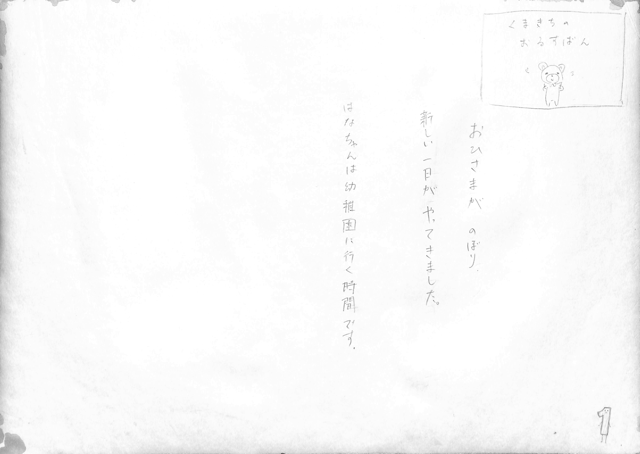 くまきちの
おるすばん
おひさまが のぼり、
新しい一日が やってきました。
はなちゃんは幼稚園に行く時間です。
1